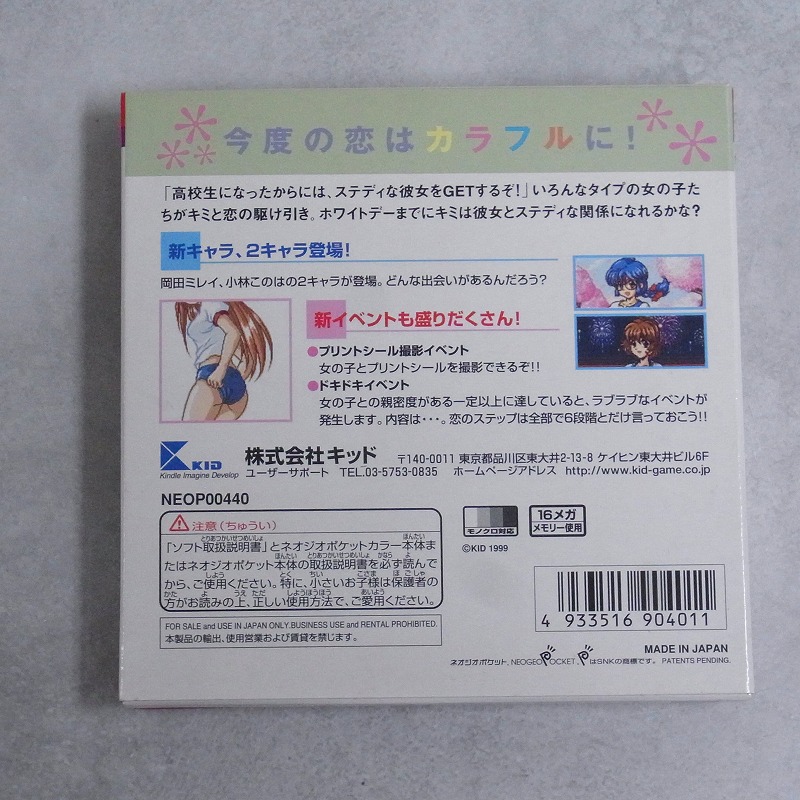 今度の恋はカラフルに!
「高校生になったからには、ステディな彼女をGETするぞ!」いろんなタイプの女の子た
ちがキミと恋の駆け引き。ホワイトデーまでにキミは彼女とステディな関係になれるかな?
新キャラ、2キャラ登場!
岡田ミレイ、小林このはの2キャラが登場。どんな出会いがあるんだろう?
新イベントも盛りだくさん!
●プリントシール撮影イベント
女の子とプリントシールを撮影できるぞ!!
●ドキドキイベント
女の子との親密度がある一定以上に達していると、ラブラブなイベントが
発生します。内容は・・・。恋のステップは全部で6段階とだけ言っておこう!!
KID
Kindle Imagine Develop
株式会社キッド 〒140-0011 東京都品川区東大井2-13-8 ケイヒン東大井ビル6F
ユーザーサポート TEL.03-5753-0835 ホームページアドレス http://www.kid-game.co.jp
NEOP00440
注意(ちゅうい)
「ソフト取扱説明書」とネオジオポケットカラー本体ま
たはネオジオポケット本体の取扱説明書を必ず読んで
から、ご使用ください。特に、小さいお子様は保護者の
方がお読みの上、正しい使用方法で、ご愛用ください。
FOR SALE and USE IN JAPAN ONLY.BUSINESS USE and RENTAL PROHIBITED.
本製品の輸出、使用営業および賃貸を禁じます。
モノクロ対応
16メガ
メモリー使用
©KID 1999
4 933516 904011
MADE IN JAPAN
ネオジオポケット、NEOGEO POCKET、PはSNKの商標です。 PATENTS PENDING.